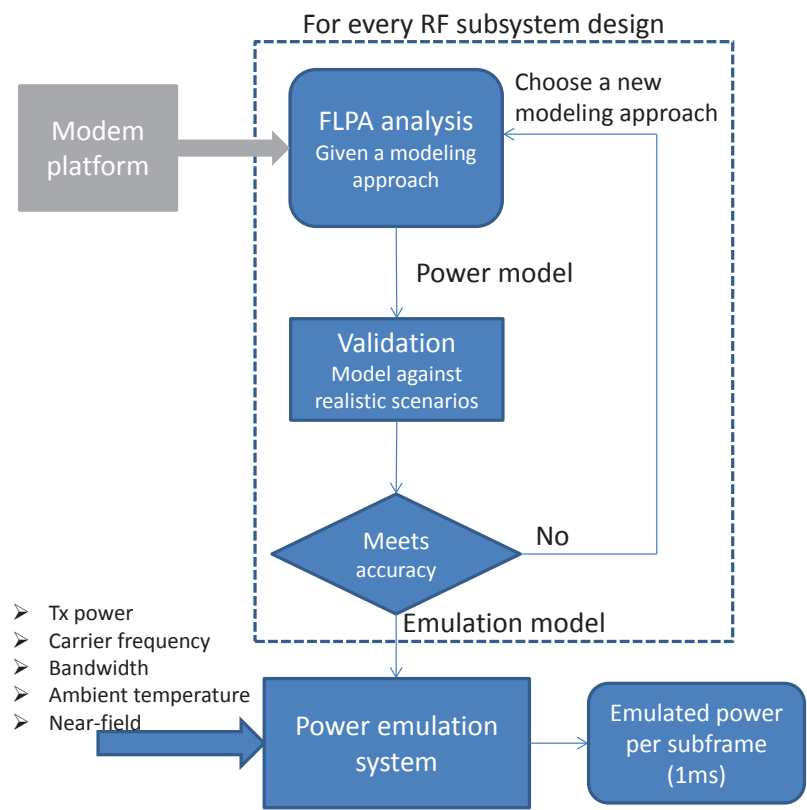 For every RF subsystem design
Choose a new
modeling approach
Modem
platform
FLPA analysis
Given a modeling
approach
Power model
Validation
Model against
realistic scenarios
Meets
accuracy
No
Emulation model
➢ Tx power
➢ Carrier frequency
➢ Bandwidth
➢ Ambient temperature
➢ Near-field
Power emulation
system
Emulated power
per subframe
(1ms)